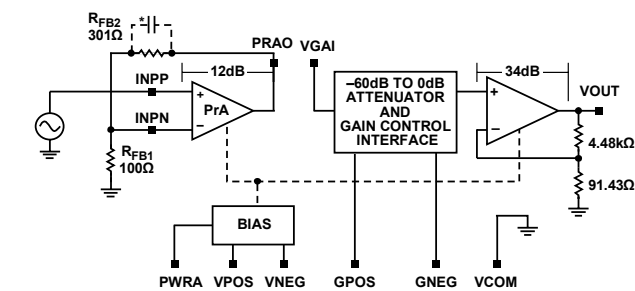 RFB2
301Ω
*
PRAO
VGAI
12dB
INPP
+
PrA
INPN
–
RFB1
100Ω
–60dB TO 0dB
ATTENUATOR
AND
GAIN CONTROL
INTERFACE
34dB
+
–
VOUT
4.48kΩ
91.43Ω
BIAS
PWRA VPOS VNEG GPOS GNEG VCOM